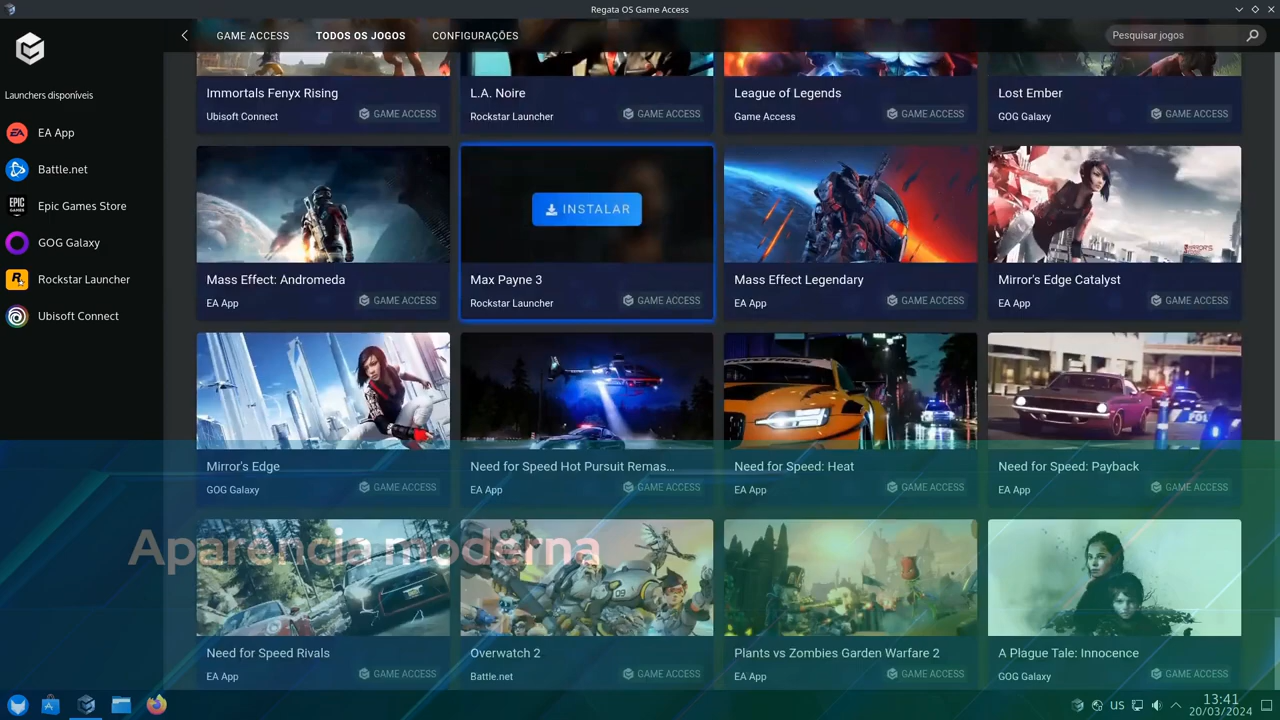 Regata OS Game Access
GAME ACCESS
TODOS OS JOGOS
CONFIGURAÇÕES
Pesquisar jogos
Launchers disponíveis
EA
EA App
Battle.net
EPIC GAMES
Epic Games Store
GOG Galaxy
Rockstar Launcher
Ubisoft Connect
Immortals Fenyx Rising
Ubisoft Connect
GAME ACCESS
L.A. Noire
Rockstar Launcher
GAME ACCESS
League of Legends
Game Access
GAME ACCESS
Lost Ember
GOG Galaxy
GAME ACCESS
Mass Effect: Andromeda
EA App
GAME ACCESS
INSTALAR
Max Payne 3
Rockstar Launcher
GAME ACCESS
Mass Effect Legendary
EA App
GAME ACCESS
Mirror's Edge Catalyst
EA App
GAME ACCESS
Mirror's Edge
GOG Galaxy
GAME ACCESS
Need for Speed Hot Pursuit Remas...
EA App
GAME ACCESS
Need for Speed: Heat
EA App
GAME ACCESS
Need for Speed: Payback
EA App
GAME ACCESS
Aparência moderna
Need for Speed Rivals
EA App
GAME ACCESS
Overwatch 2
Battle.net
GAME ACCESS
Plants vs Zombies Garden Warfare 2
EA App
GAME ACCESS
A Plague Tale: Innocence
GOG Galaxy
GAME ACCESS
US
13:41
20/03/2024